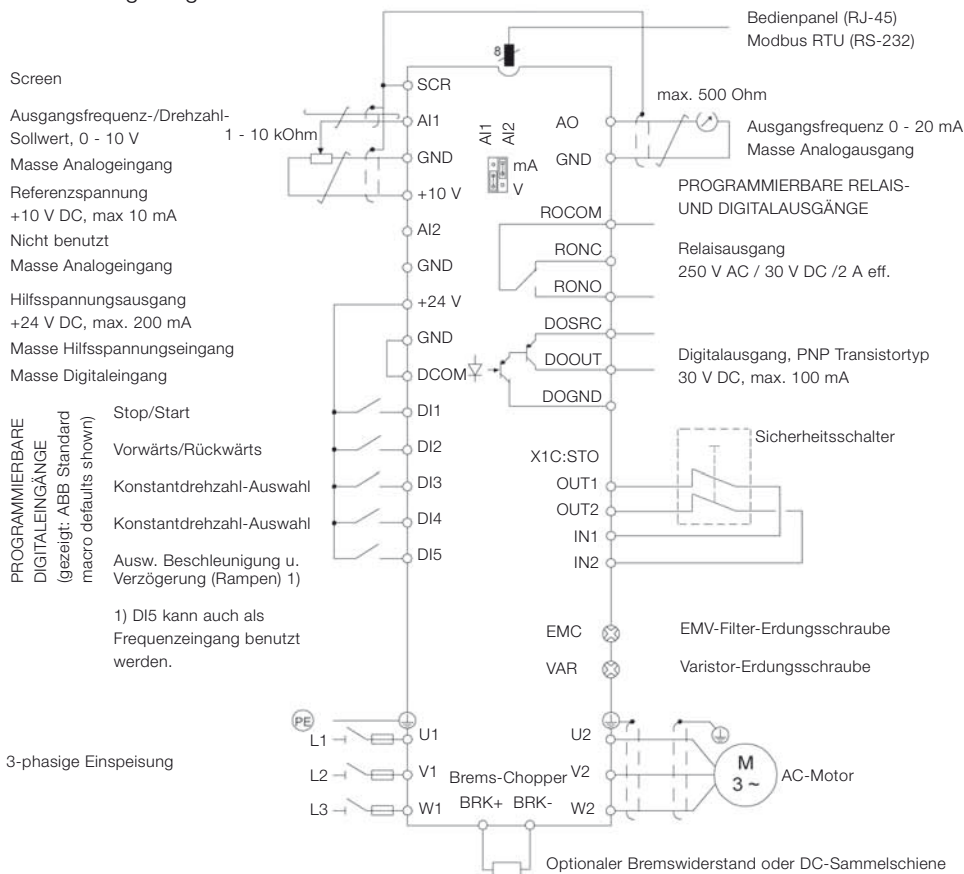 Bedienpanel (RJ-45)
Modbus RTU (RS-232)
8
Screen
SCR
max. 500 Ohm
Ausgangsfrequenz-/Drehzahl-
Sollwert, 0 - 10 V
1 - 10 kOhm
AI1
AI1
AI2
AO
Ausgangsfrequenz 0 - 20 mA
Masse Analogeingang
GND
mA
V
GND
Masse Analogausgang
Referenzspannung
+10 V DC, max 10 mA
+10 V
PROGRAMMIERBARE RELAIS-
UND DIGITALAUSGÄNGE
Nicht benutzt
AI2
ROCOM
Masse Analogeingang
GND
RONC
Relaisausgang
250 V AC / 30 V DC /2 A eff.
Hilfsspannungsausgang
+24 V DC, max. 200 mA
+24 V
RONO
Masse Hilfsspannungseingang
GND
DOSRC
Masse Digitaleingang
DCOM
DOOUT
Digitalausgang, PNP Transistortyp
30 V DC, max. 100 mA
DOGND
PROGRAMMIERBARE
DIGITALEINGÄNGE
(gezeigt: ABB Standard
macro defaults shown)
Stop/Start
DI1
Vorwärts/Rückwärts
DI2
Konstantdrehzahl-Auswahl
DI3
Konstantdrehzahl-Auswahl
DI4
Ausw. Beschleunigung u.
Verzögerung (Rampen) 1)
DI5
1) DI5 kann auch als
Frequenzeingang benutzt
werden.
Sicherheitsschalter
X1C:STO
OUT1
OUT2
IN1
IN2
EMC
EMV-Filter-Erdungsschraube
VAR
Varistor-Erdungsschraube
PE
3-phasige Einspeisung
L1
U1
U2
L2
V1
Brems-Chopper
V2
L3
W1
BRK+
BRK-
W2
M
3 ~
AC-Motor
Optionaler Bremswiderstand oder DC-Sammelschiene